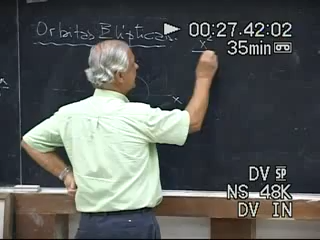 Orbitas Elípticas
▶ 00:27.42:02
x
35min
x
DV SP
NS 48K
DV IN